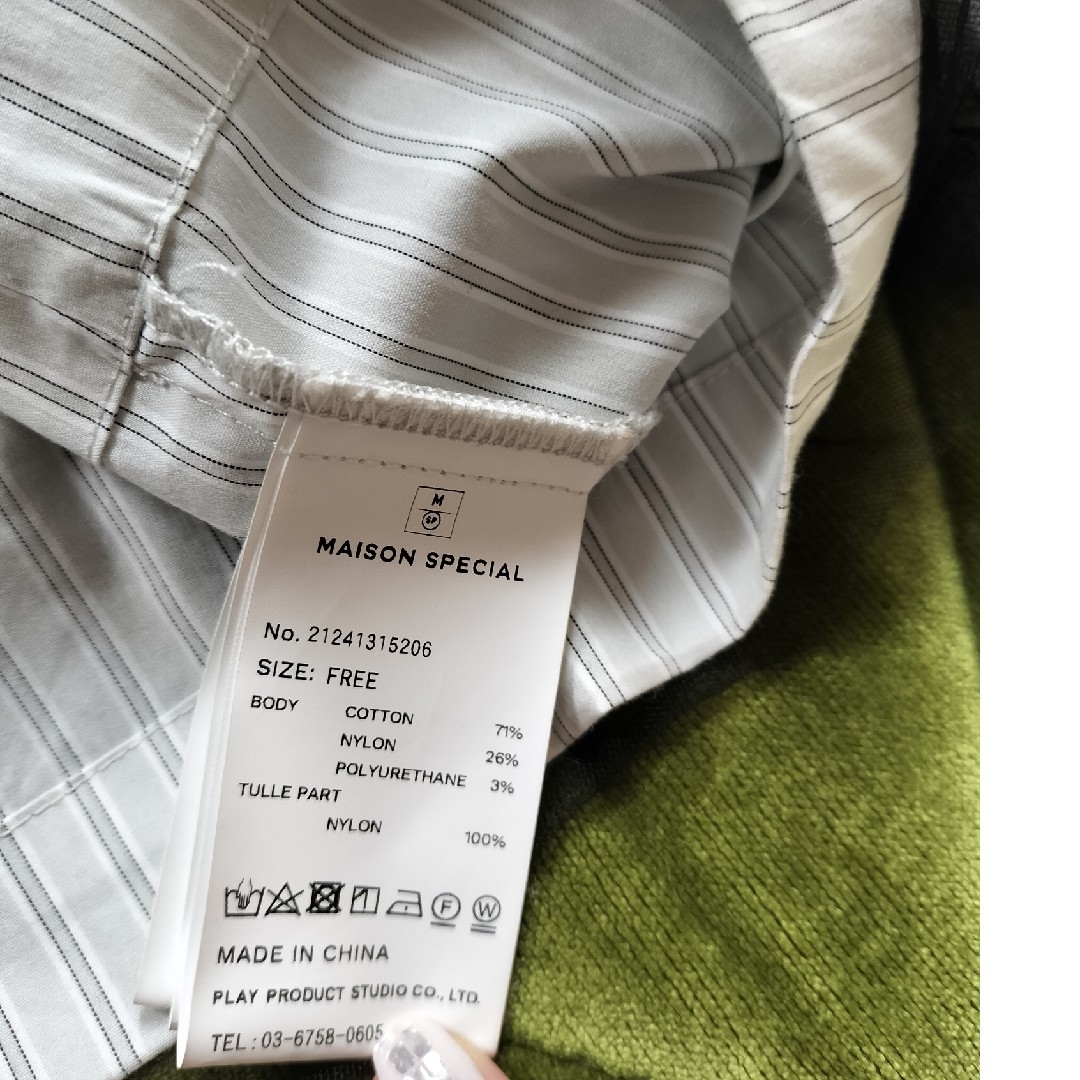 M
SP
MAISON SPECIAL
No. 21241315206
SIZE: FREE
BODY COTTON 71%
NYLON 26%
POLYURETHANE 3%
TULLE PART
NYLON 100%
F W
MADE IN CHINA
PLAY PRODUCT STUDIO CO., LTD.
TEL : 03-6758-0605